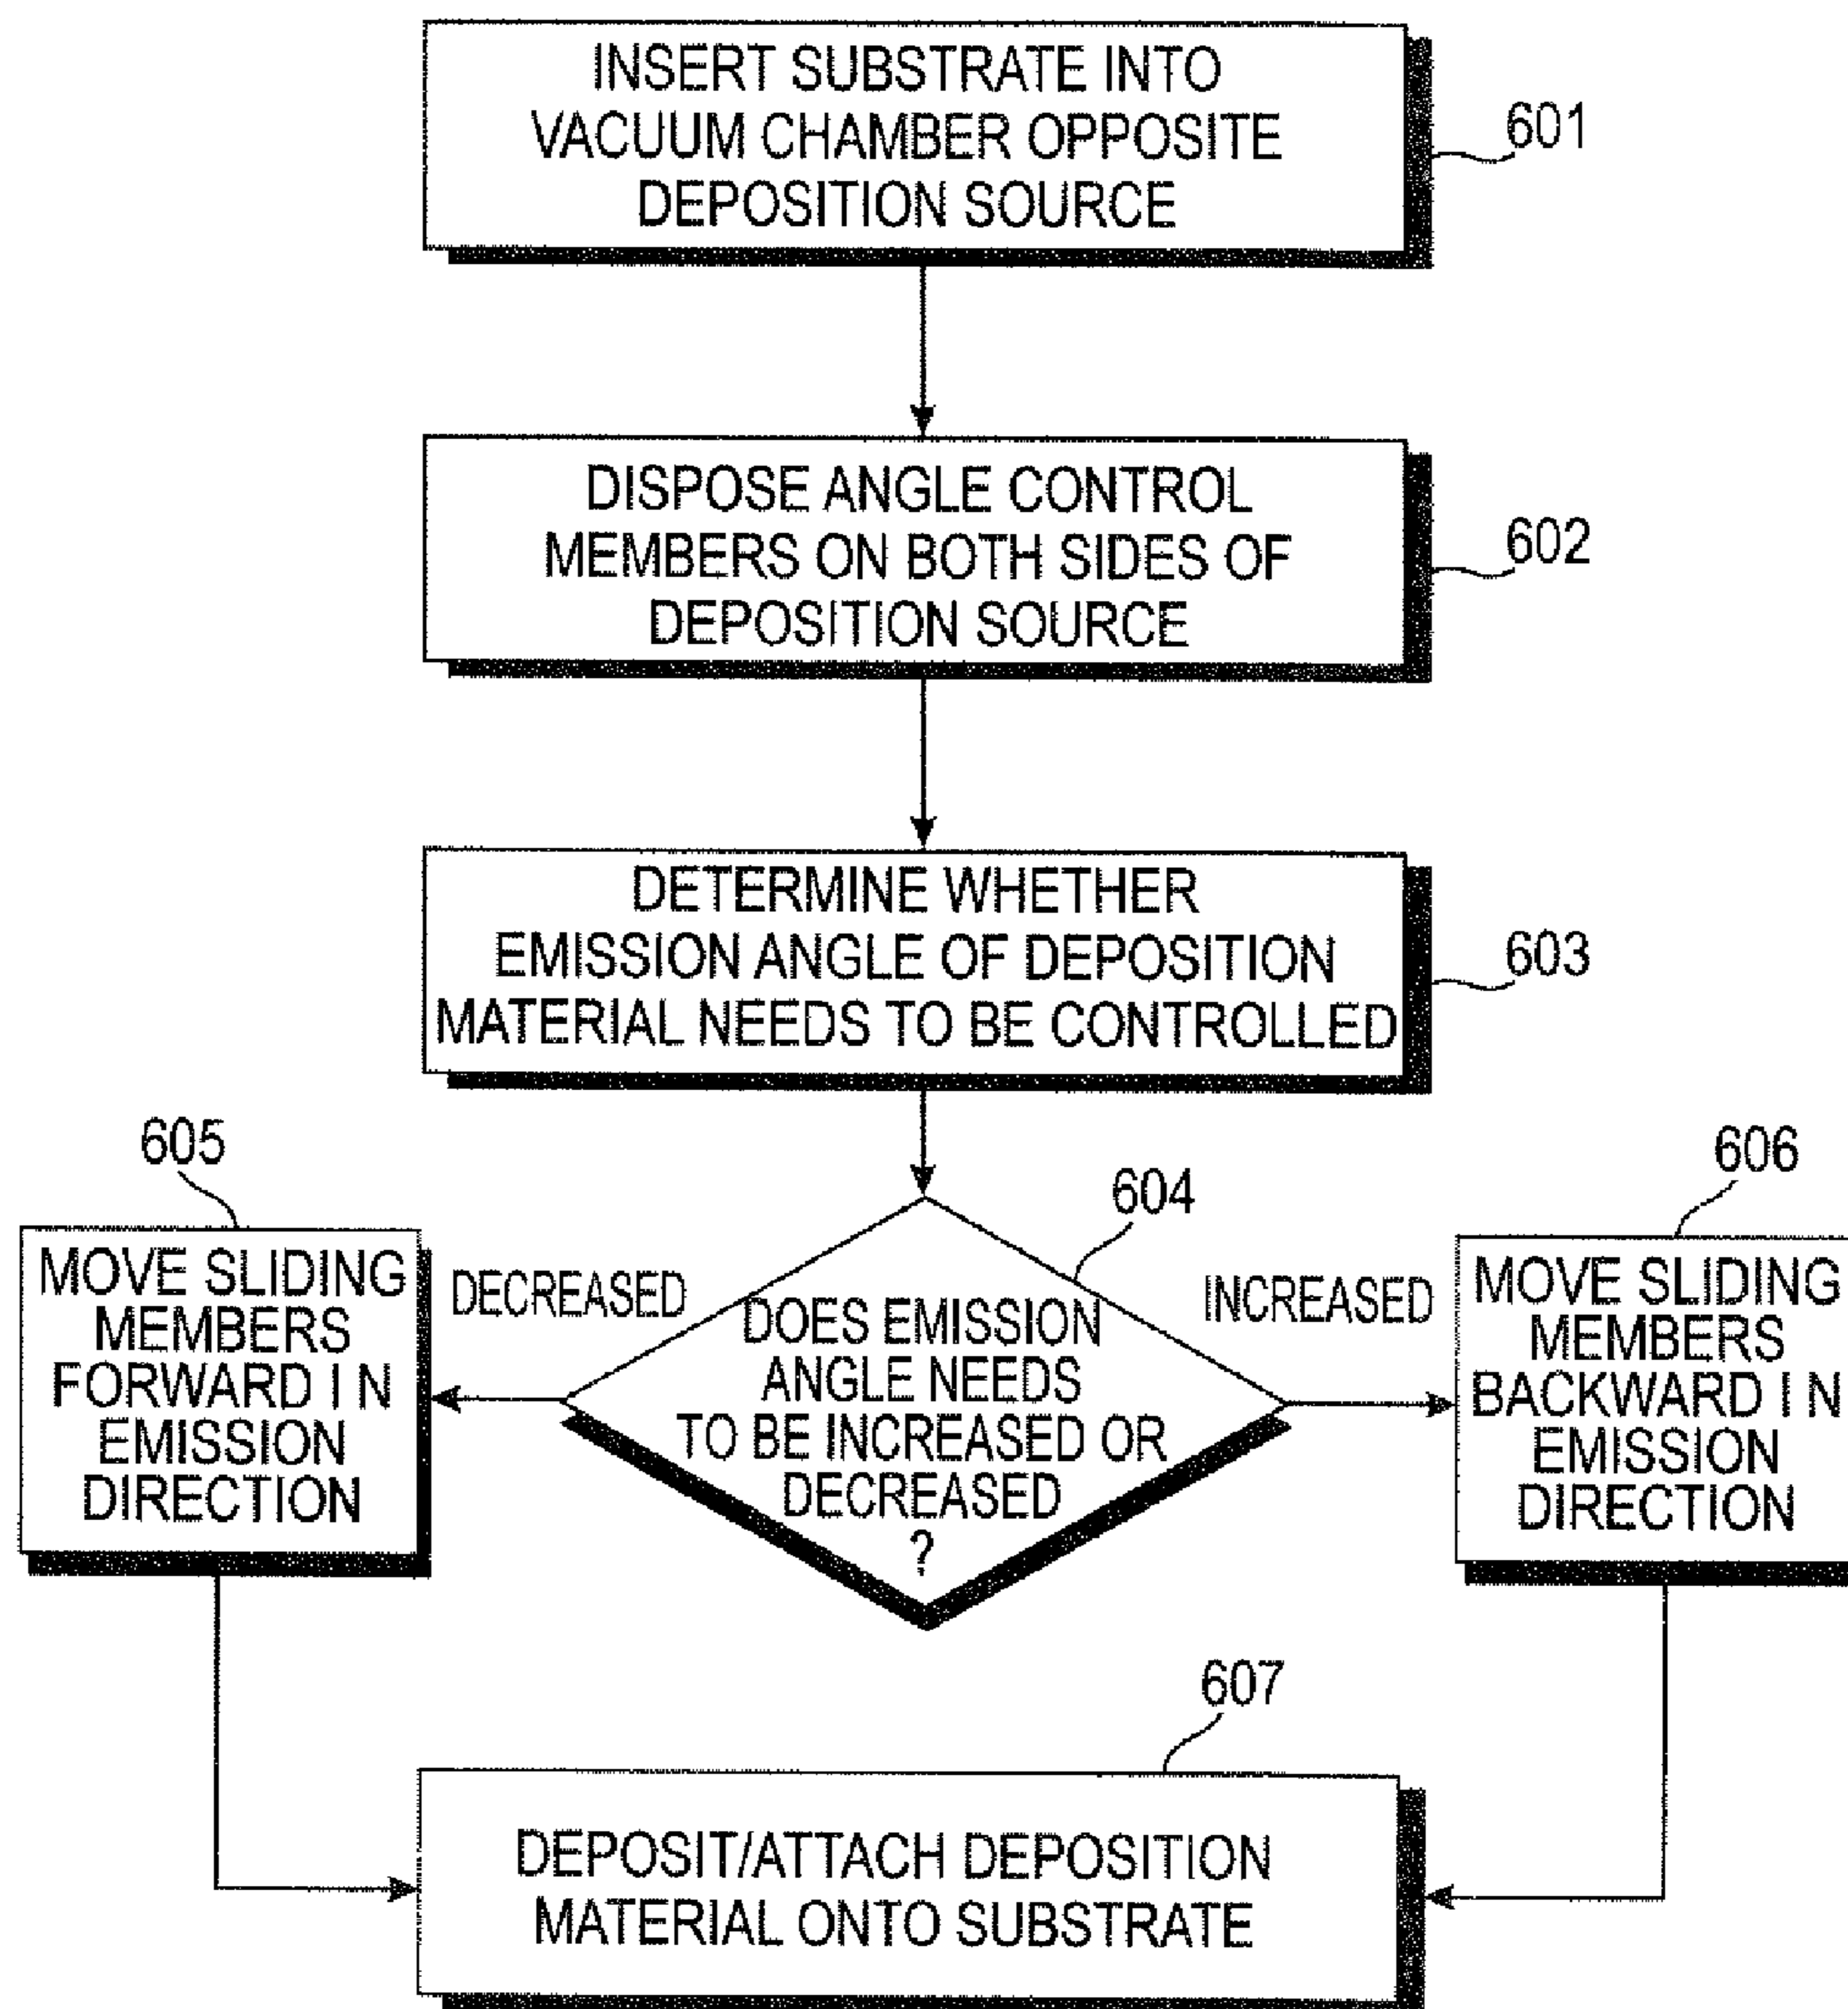 INSERT SUBSTRATE INTO
VACUUM CHAMBER OPPOSITE
DEPOSITION SOURCE
601
DISPOSE ANGLE CONTROL
MEMBERS ON BOTH SIDES OF
DEPOSITION SOURCE
602
DETERMINE WHETHER
EMISSION ANGLE OF DEPOSITION
MATERIAL NEEDS TO BE CONTROLLED
603
604
DOES EMISSION
ANGLE NEEDS
TO BE INCREASED OR
DECREASED
?
DECREASED
605
MOVE SLIDING
MEMBERS
FORWARD IN
EMISSION
DIRECTION
INCREASED
606
MOVE SLIDING
MEMBERS
BACKWARD IN
EMISSION
DIRECTION
607
DEPOSIT/ATTACH DEPOSITION
MATERIAL ONTO SUBSTRATE